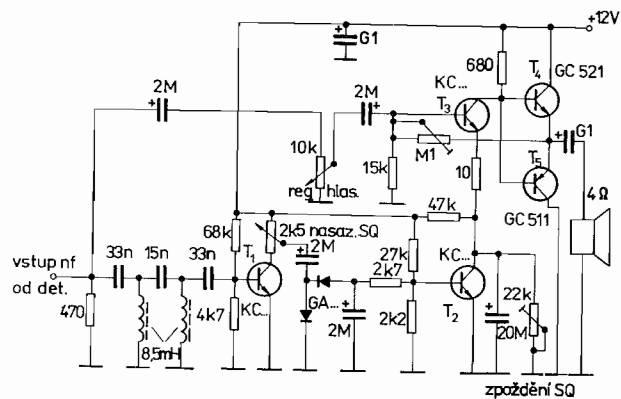 +12V
G1
680
T4
GC 521
2M
2M
KC...
T3
G1
10k
M1
T5
15k
10
4Ω
reg. hlas.
GC 511
47k
68k
2k5 nasaz. SQ
33n
15n
33n
T1
2M
27k
KC...
vstup nf
od det.
2k7
22k
470
4k7
KC...
GA...
2M
2k2
T2
20M
8,5mH
zpoždění SQ